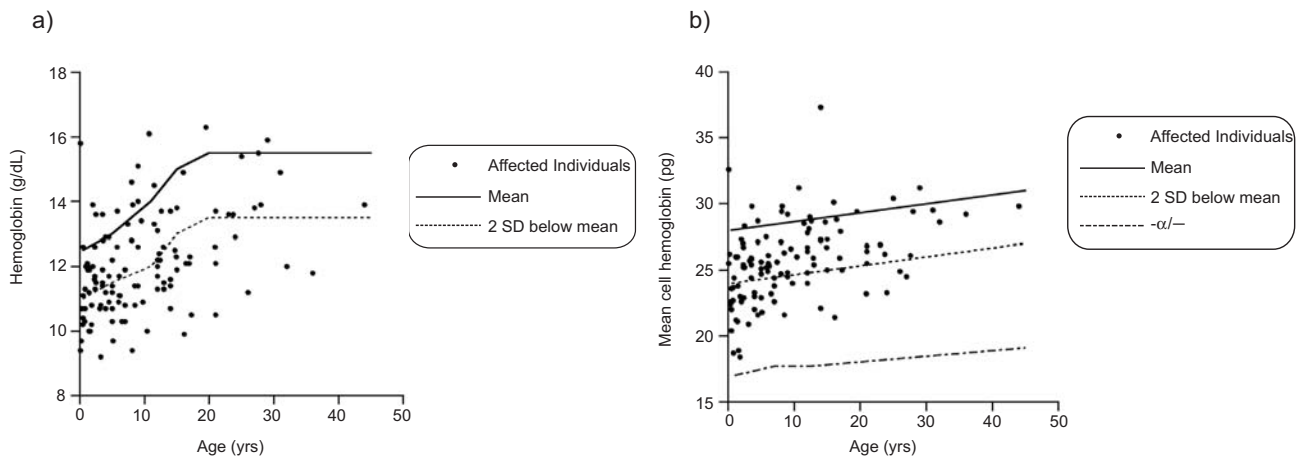 a)
Hemoglobin (g/dL)
18
16
14
12
10
8
0
10
20
30
40
50
Age (yrs)
Affected Individuals
Mean
2 SD below mean
b)
Mean cell hemoglobin (pg)
40
35
30
25
20
15
0
10
20
30
40
50
Age (yrs)
Affected Individuals
Mean
2 SD below mean
-α/—